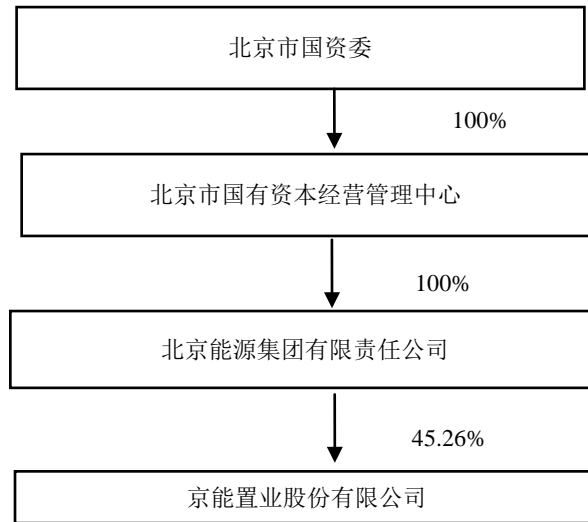 北京市国资委
100%
北京市国有资本经营管理中心
100%
北京能源集团有限责任公司
45.26%
京能置业股份有限公司